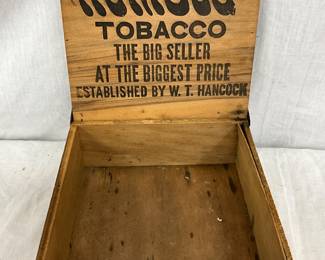 TOBACCO
THE BIG SELLER
AT THE BIGGEST PRICE
ESTABLISHED BY W. T. HANCOCK